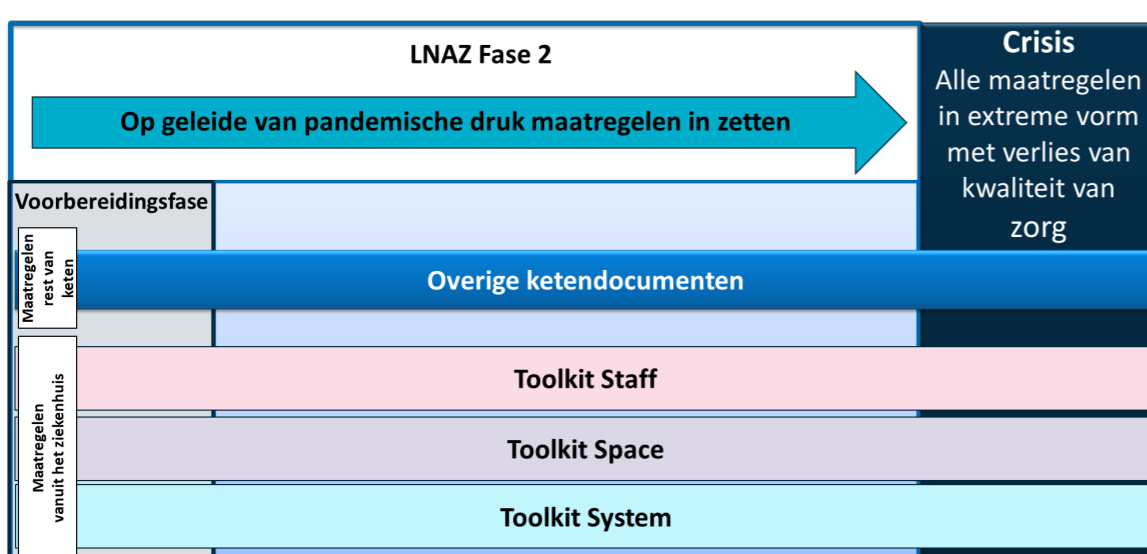 LNAZ Fase 2
Op geleide van pandemische druk maatregelen in zetten
Crisis
Alle maatregelen
in extreme vorm
met verlies van
kwaliteit van
zorg
Voorbereidingsfase
Maatregelen
rest van
keten
Overige ketendocumenten
Maatregelen
vanuit het ziekenhuis
Toolkit Staff
Toolkit Space
Toolkit System